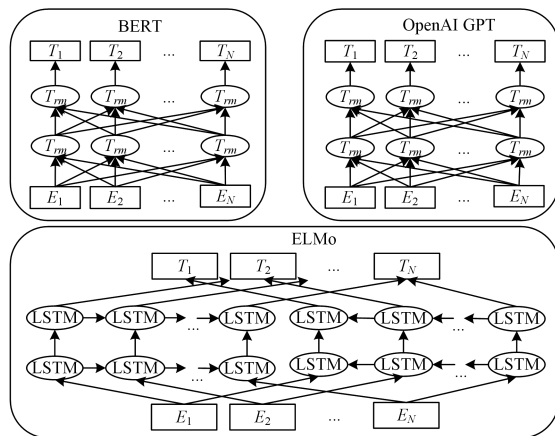 BERT
T1 T2 ... TN
Trm Trm ... Trm
Trm Trm ... Trm
E1 E2 ... EN
OpenAI GPT
T1 T2 ... TN
Trm Trm ... Trm
Trm Trm ... Trm
E1 E2 ... EN
ELMo
T1 T2 ... TN
LSTM LSTM ... LSTM LSTM LSTM ... LSTM
LSTM LSTM ... LSTM LSTM LSTM ... LSTM
E1 E2 ... EN